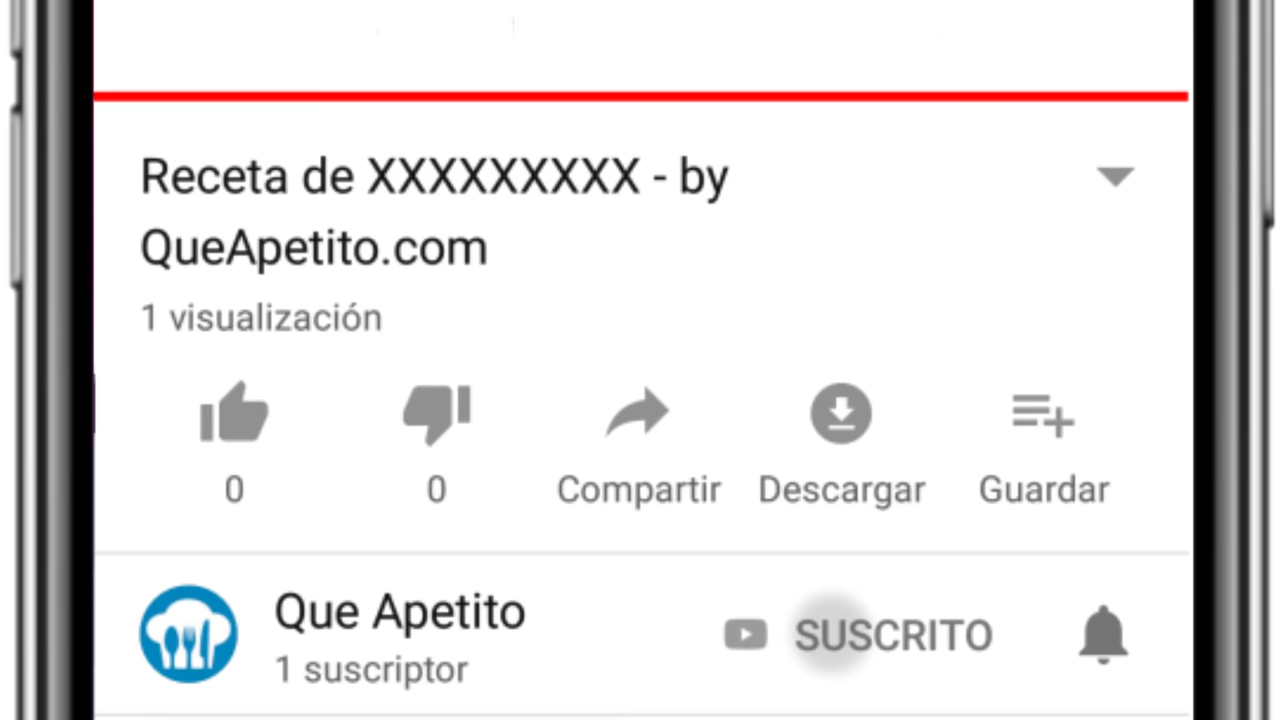 Receta de XXXXXXXXX - by
QueApetito.com
1 visualización
0
0
Compartir
Descargar
Guardar
Que Apetito
1 suscriptor
SUSCRITO